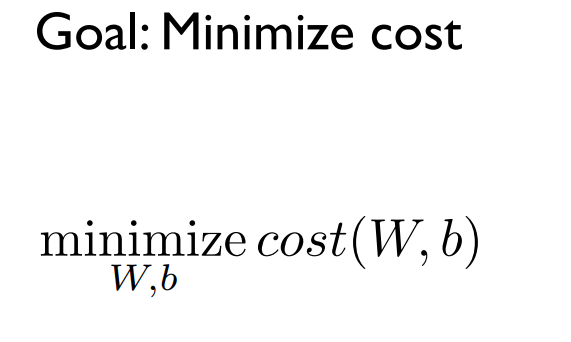 Goal: Minimize cost
minimize cost(W, b)
W,b